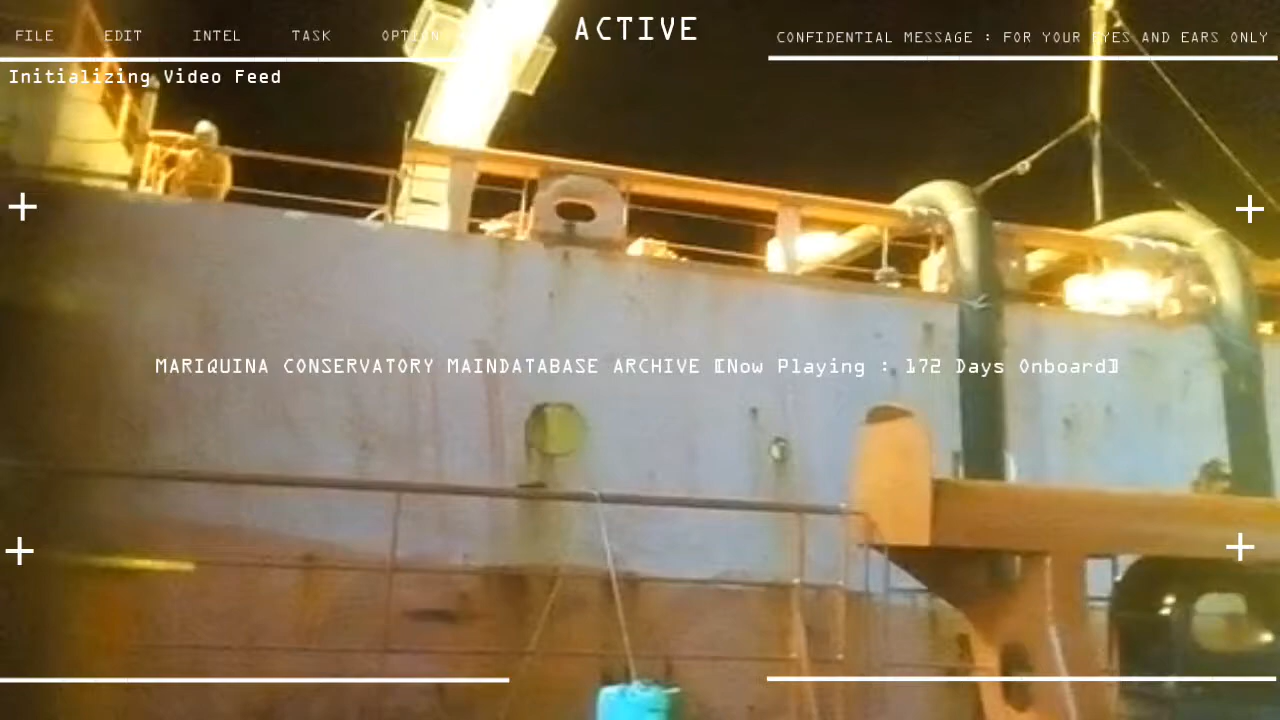 ACTIVE
FILE EDIT INTEL TASK OPTION
CONFIDENTIAL MESSAGE : FOR YOUR EYES AND EARS ONLY
Initializing Video Feed
MARIQUINA CONSERVATORY MAINDATABASE ARCHIVE [Now Playing : 172 Days Onboard]